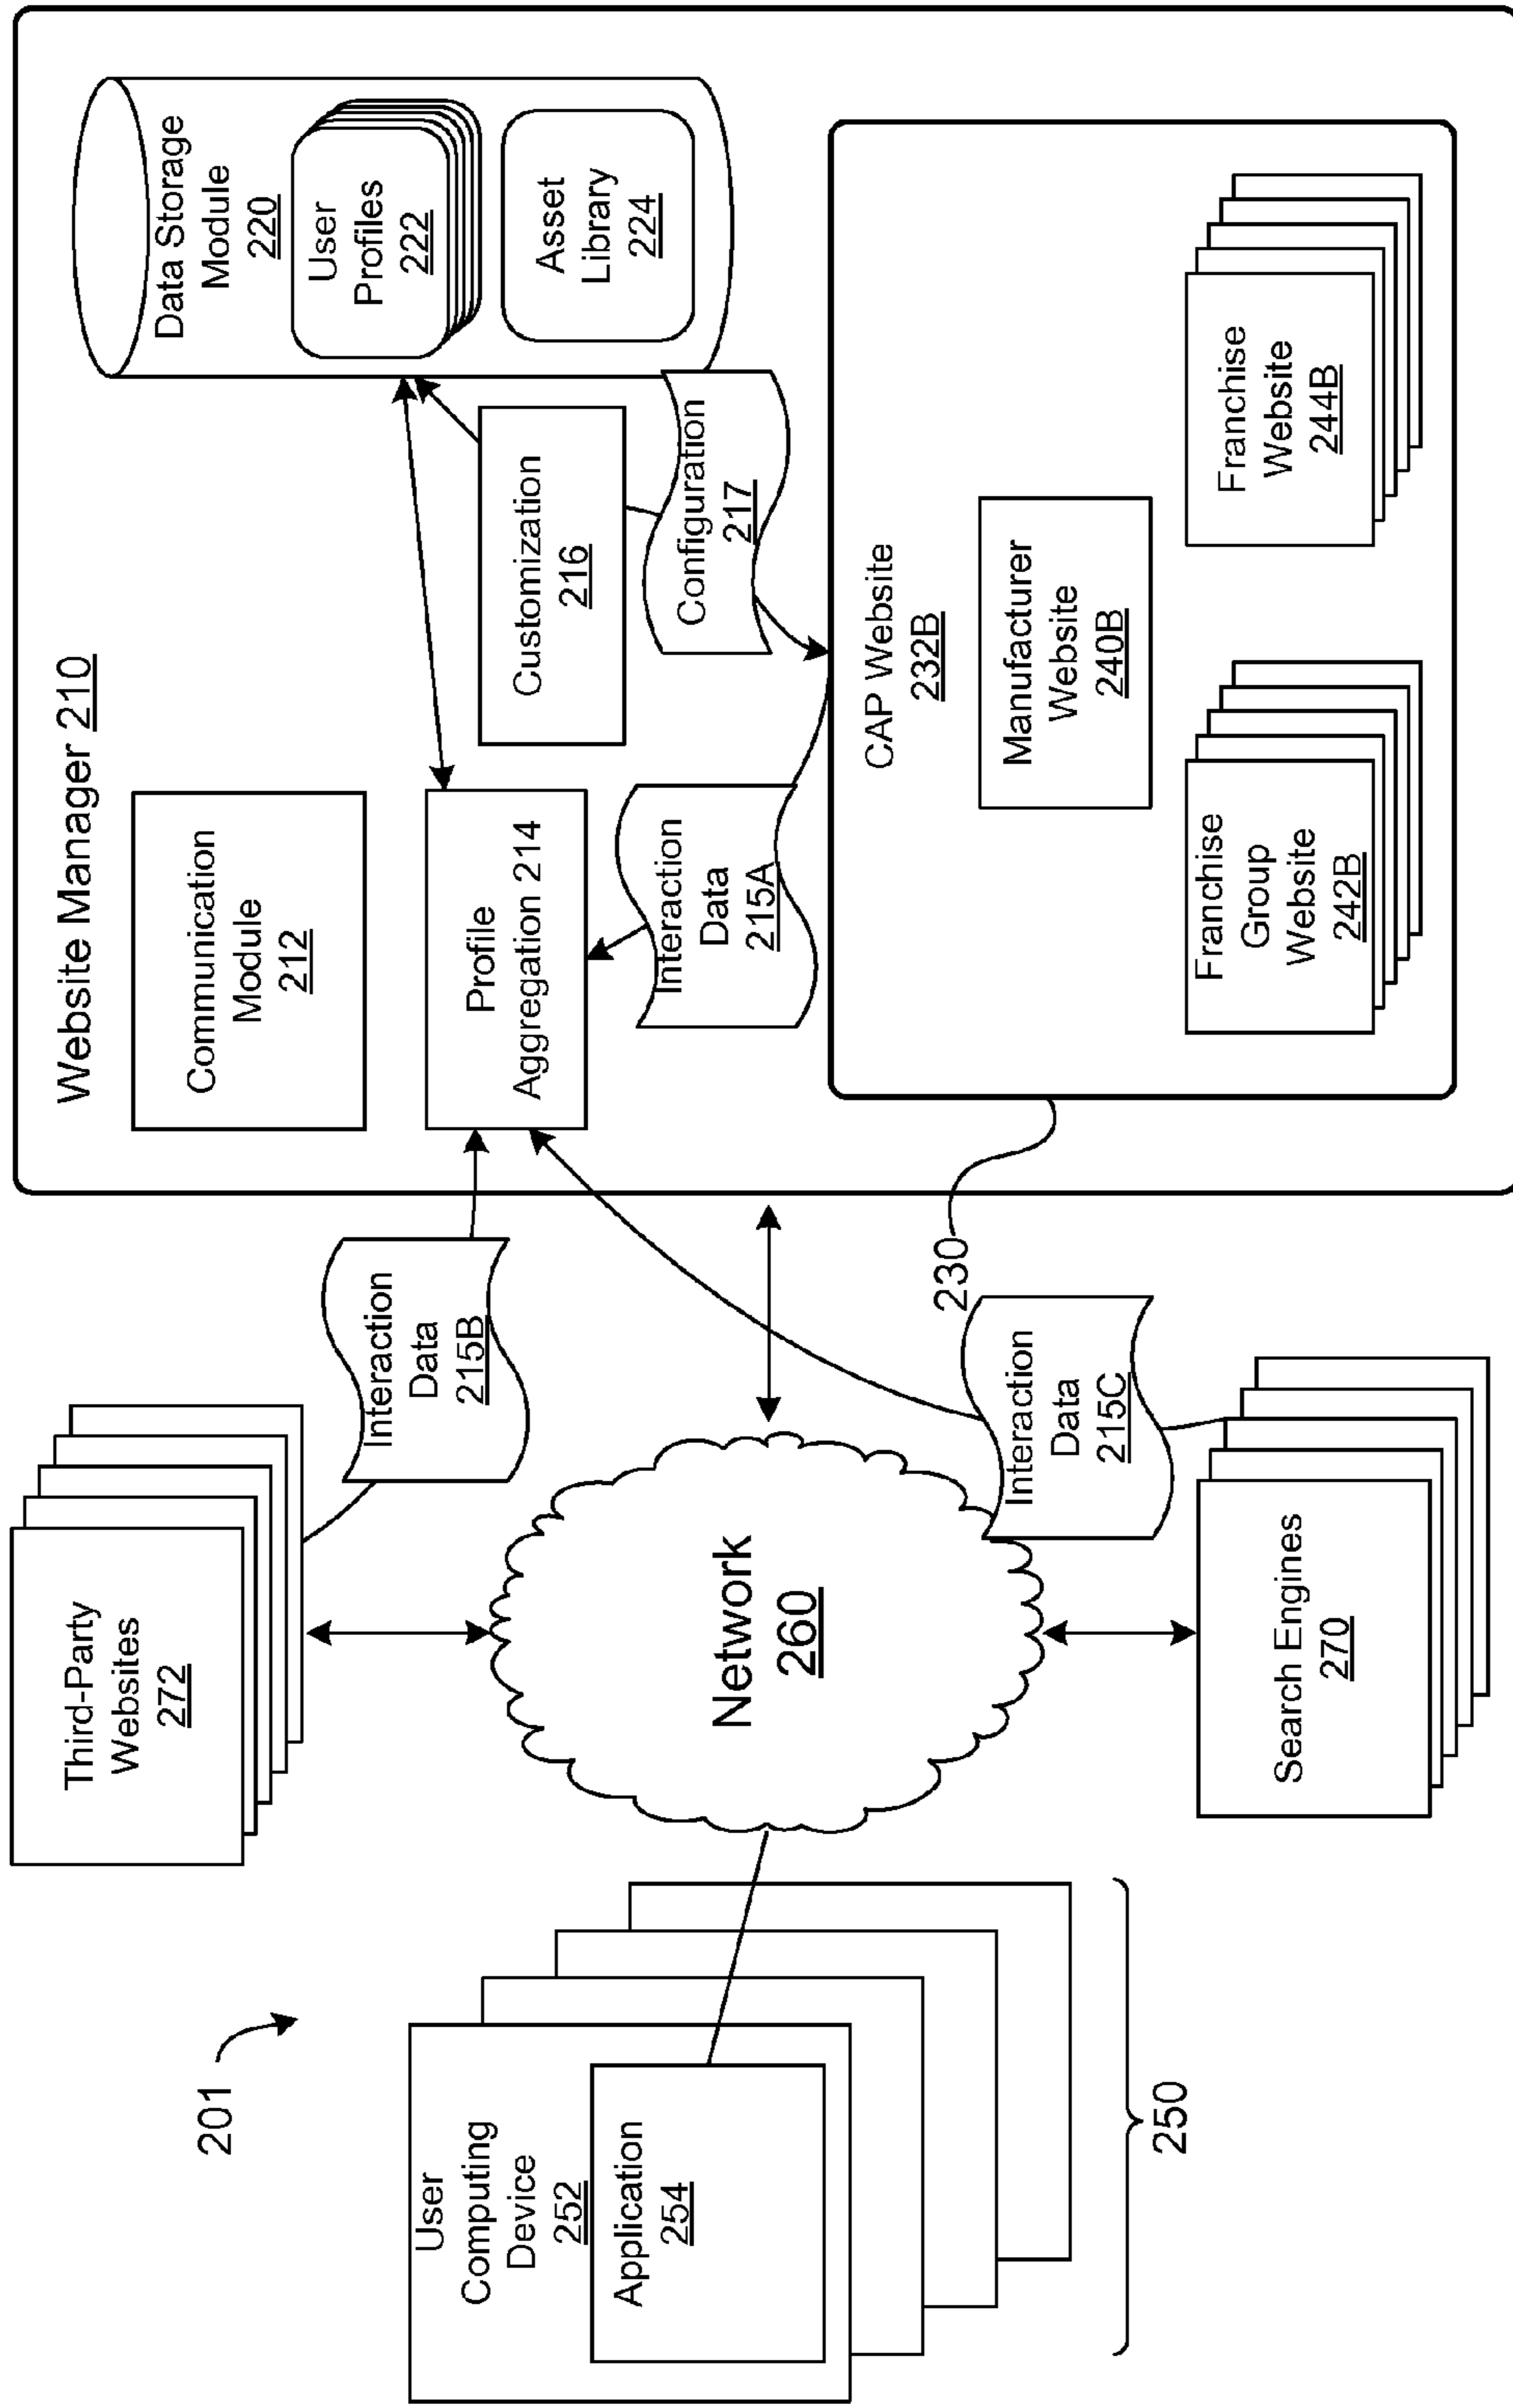 201
User
Computing
Device
252
Application
254
250
Third-Party
Websites
272
Interaction
Data
215B
Network
260
Interaction
Data
215C
Search Engines
270
230
Website Manager 210
Communication
Module
212
Profile
Aggregation 214
Interaction
Data
215A
Customization
216
Configuration
217
Data Storage
Module
220
User
Profiles
222
Asset
Library
224
CAP Website
232B
Manufacturer
Website
240B
Franchise
Group
Website
242B
Franchise
Website
244B